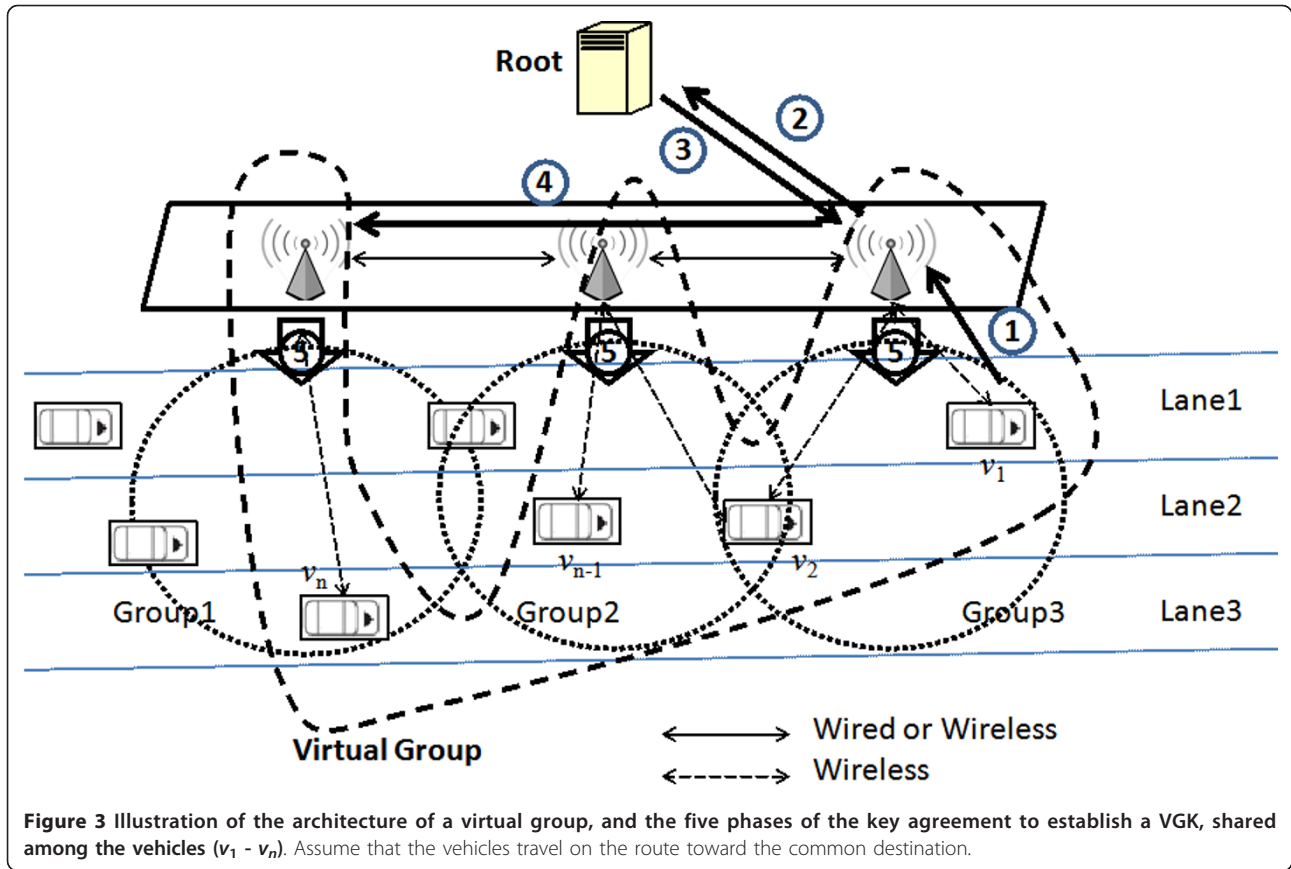 Root
2
3
4
1
5
5
5
Lane1
v1
Lane2
vn
vn-1
v2
Group1
Group2
Group3
Lane3
Virtual Group
Wired or Wireless
Wireless
Figure 3 Illustration of the architecture of a virtual group, and the five phases of the key agreement to establish a VGK, shared
among the vehicles (v1 - vn). Assume that the vehicles travel on the route toward the common destination.